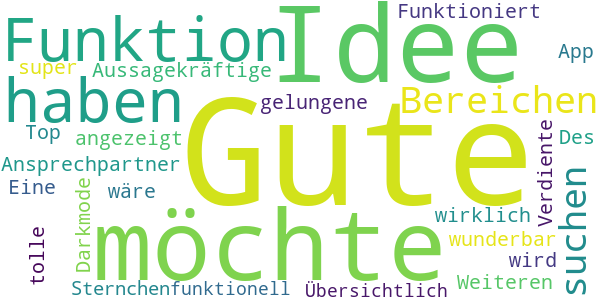 Funktioniert
Funktion
Idee
App
super
Aussagekräftige
haben
gelungene
Bereichen
Gute
Top
angezeigt
Des
Verdiente
Ansprechpartner
suchen
Eine
wäre
Darkmode
möchte
wirklich
tolle
wunderbar
wird
Weiteren
Sternchenfunktionell
Übersichtlich